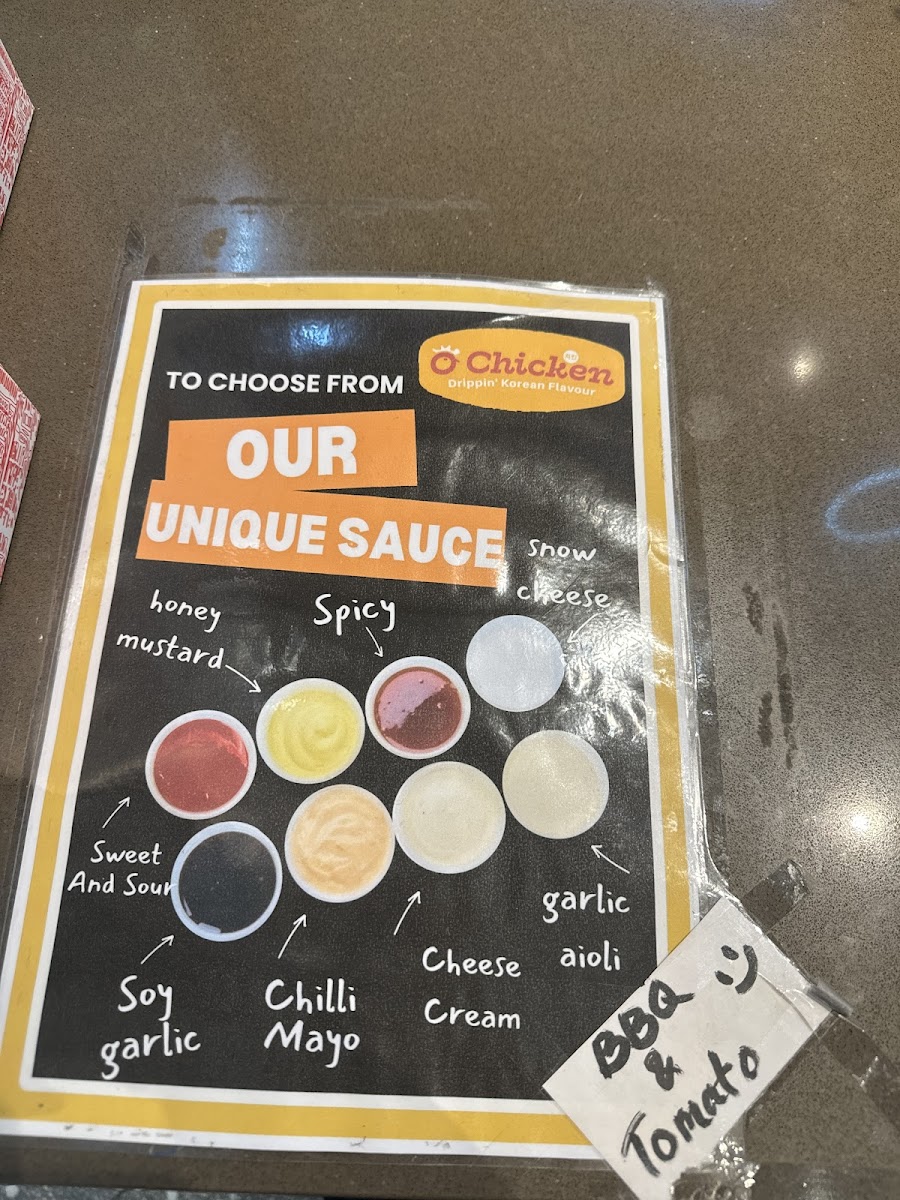 TO CHOOSE FROM
O Chicken
Drippin' Korean Flavour
OUR
UNIQUE SAUCE
snow
cheese
honey
mustard
Spicy
Sweet
And Sour
garlic
aioli
Soy
garlic
Chilli
Mayo
Cheese
Cream
BBQ
&
Tomato